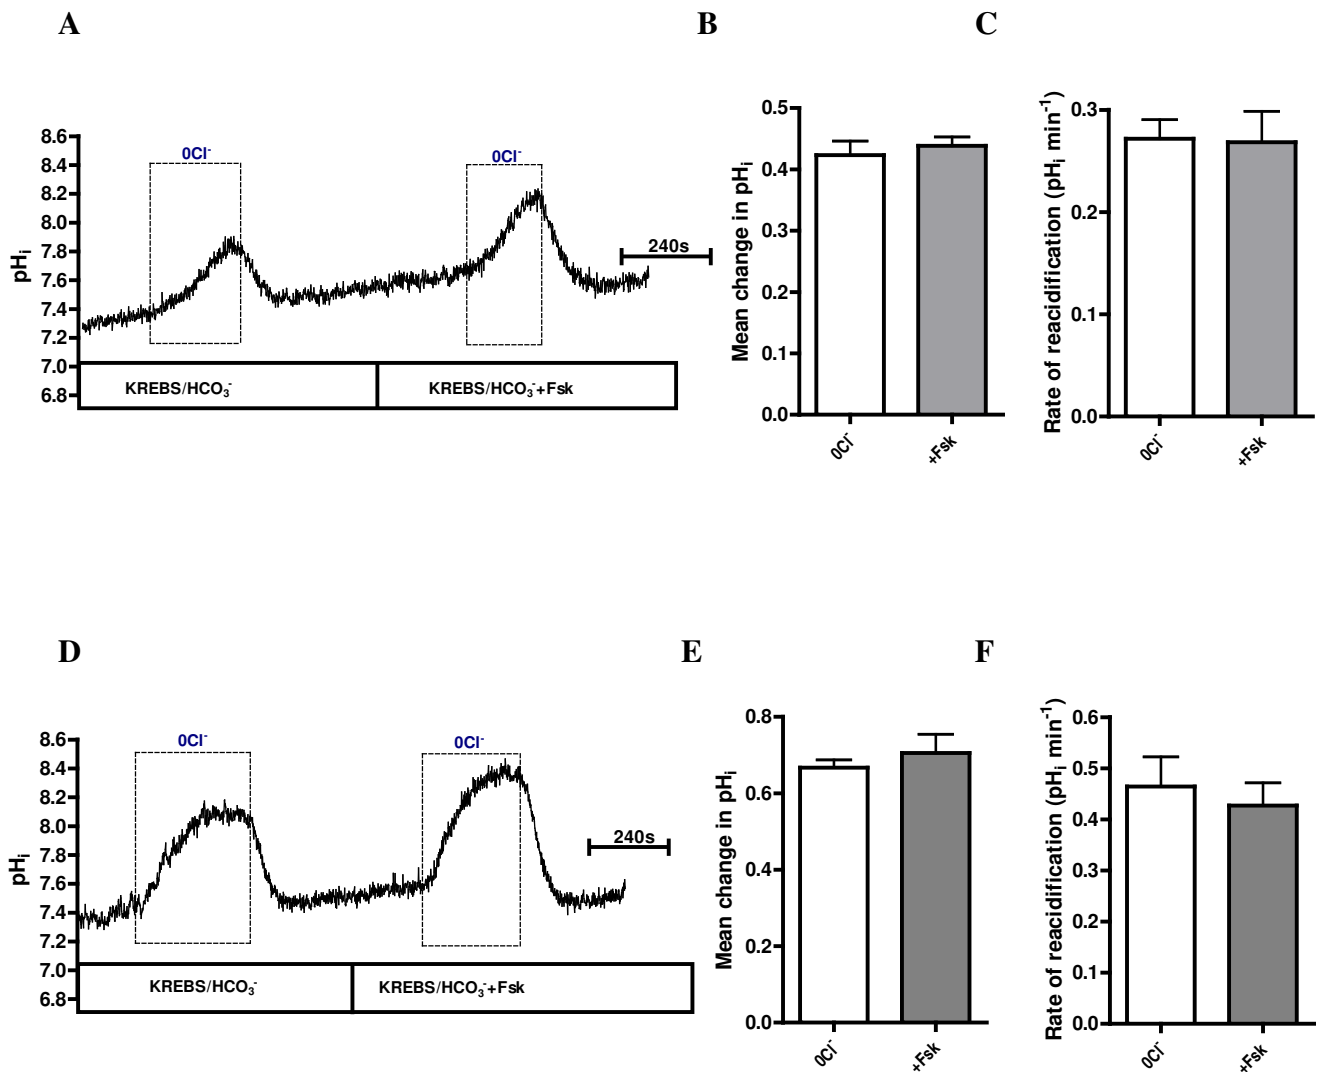 A
B
C
8.6
8.4
8.2
8.0
7.8
7.6
7.4
7.2
7.0
6.8
pHi
0Cl-
0Cl-
240s
KREBS/HCO3-
KREBS/HCO3-+Fsk
0.5
0.4
0.3
0.2
0.1
0.0
Mean change in pHi
0Cl-
+Fsk
0.3
0.2
0.1
0.0
Rate of reacidification (pHi min-1)
0Cl-
+Fsk
D
E
F
8.6
8.4
8.2
8.0
7.8
7.6
7.4
7.2
7.0
6.8
pHi
0Cl-
0Cl-
240s
KREBS/HCO3-
KREBS/HCO3-+Fsk
0.8
0.6
0.4
0.2
0.0
Mean change in pHi
0Cl-
+Fsk
0.6
0.5
0.4
0.3
0.2
0.1
0.0
Rate of reacidification (pHi min-1)
0Cl-
+Fsk